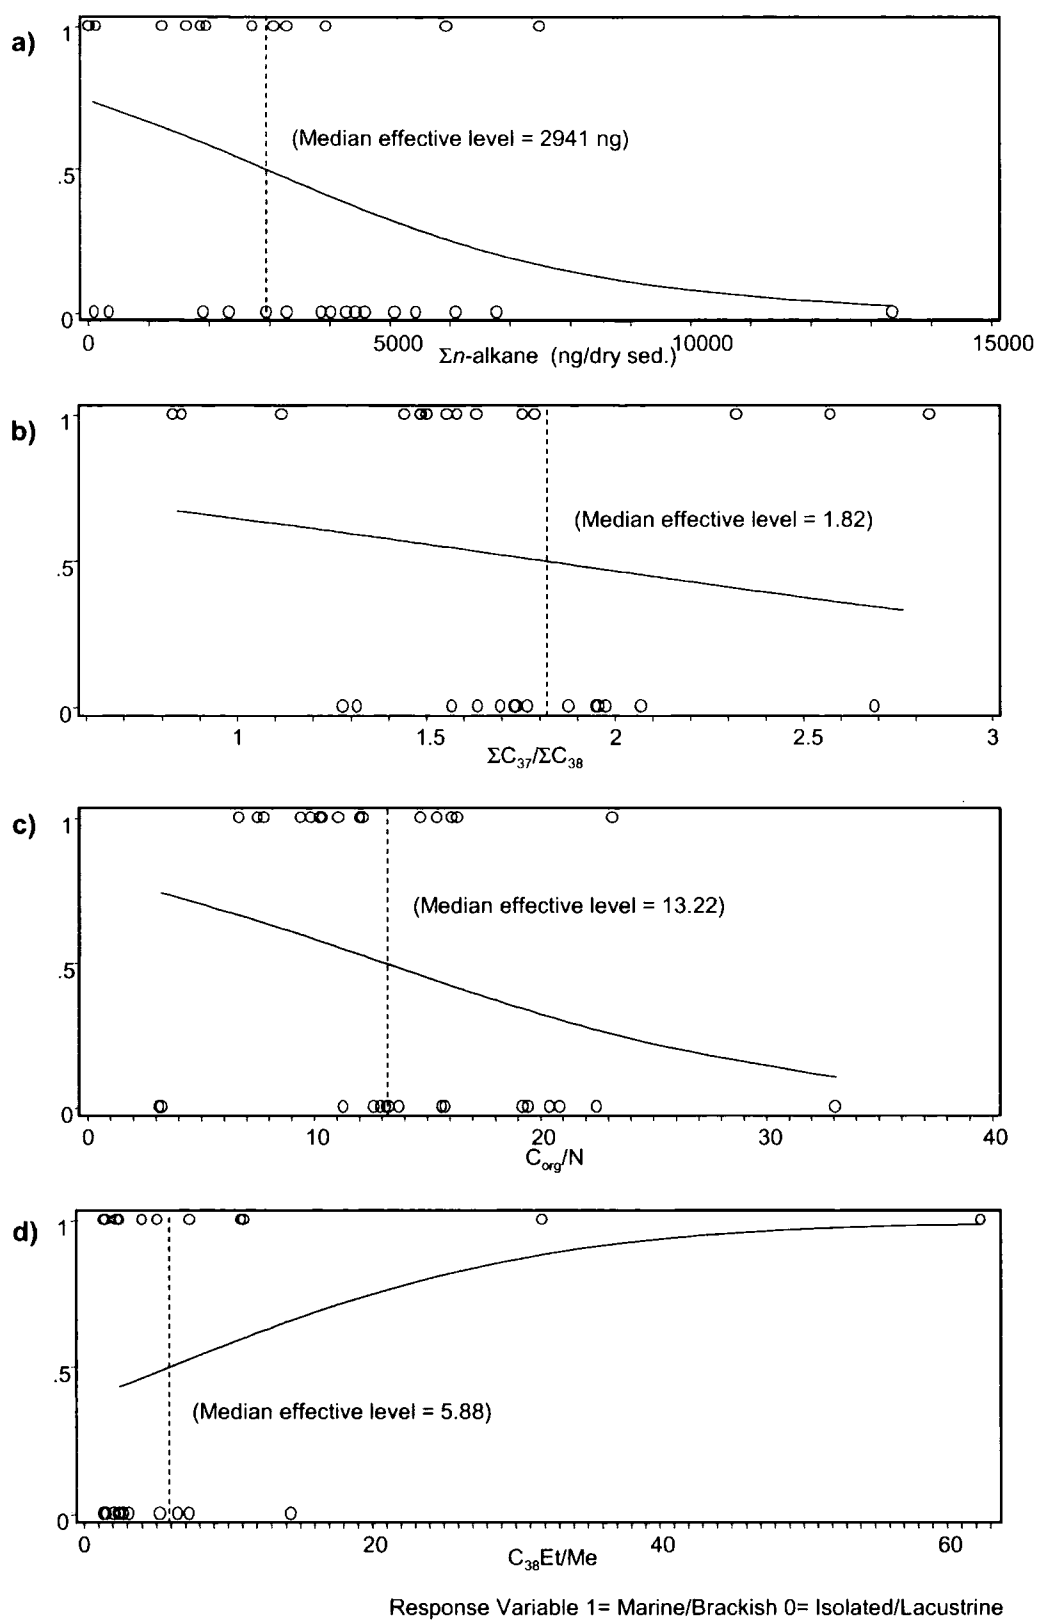 a)
1
(Median effective level = 2941 ng)
.5
0
0 5000 10000 15000
Σn-alkane (ng/dry sed.)
b)
1
(Median effective level = 1.82)
.5
0
1 1.5 2 2.5 3
ΣC37/ΣC38
c)
1
(Median effective level = 13.22)
.5
0
0 10 20 30 40
Corg/N
d)
1
.5
(Median effective level = 5.88)
0
0 20 40 60
C38Et/Me
Response Variable 1= Marine/Brackish 0= Isolated/Lacustrine